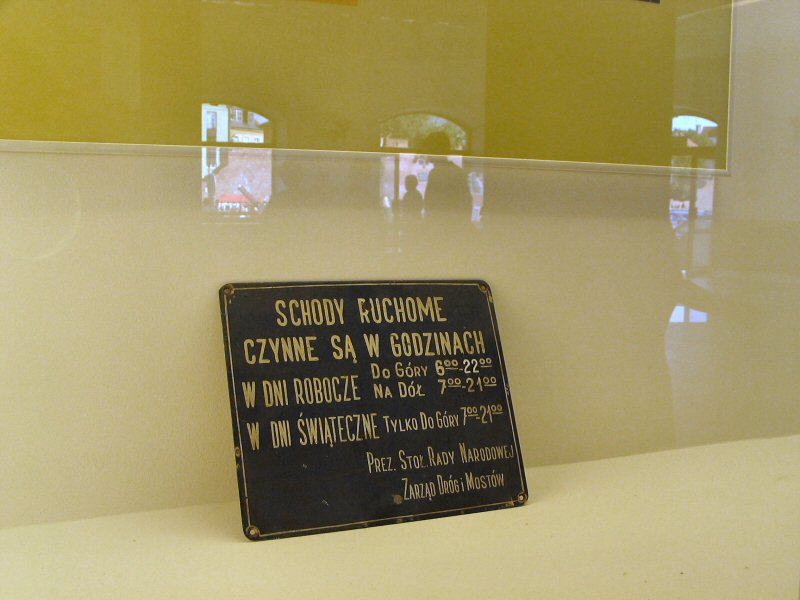 SCHODY RUCHOME
CZYNNE SĄ W GODZINACH
W DNI ROBOCZE DO GÓRY 6⁰⁰-22⁰⁰
NA DÓŁ 7⁰⁰-21⁰⁰
W DNI ŚWIĄTECZNE TYLKO DO GÓRY 7⁰⁰-21⁰⁰
PREZ. STOŁ. RADY NARODOWEJ
ZARZĄD DRÓG i MOSTÓW